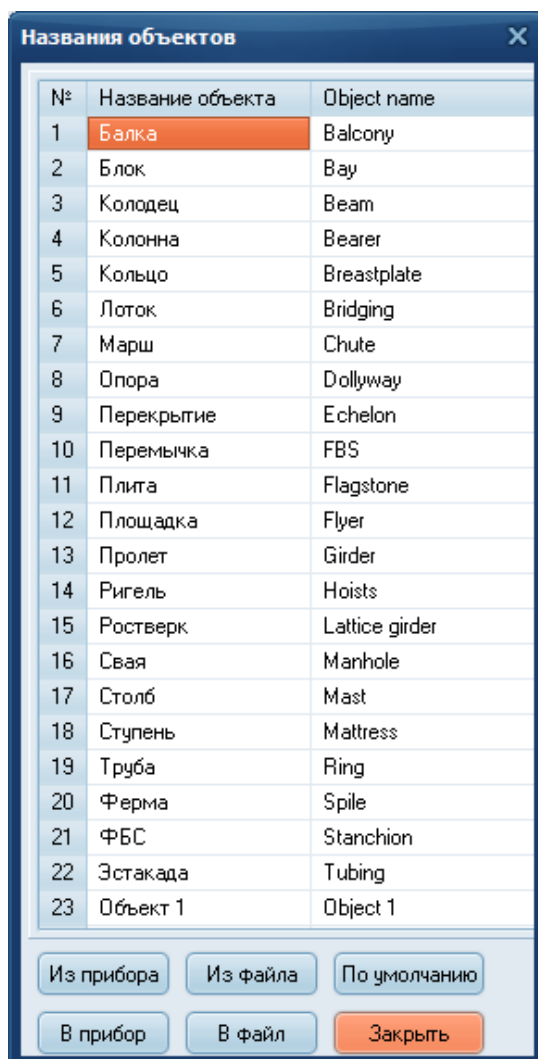 Названия объектов
№ Название объекта Object name
1 Балка Balcony
2 Блок Bay
3 Колодец Beam
4 Колонна Bearer
5 Кольцо Breastplate
6 Лоток Bridging
7 Марш Chute
8 Опора Dollyway
9 Перекрытие Echelon
10 Перемычка FBS
11 Плита Flagstone
12 Площадка Flyer
13 Пролет Girder
14 Ригель Hoists
15 Ростверк Lattice girder
16 Свая Manhole
17 Столб Mast
18 Ступень Mattress
19 Труба Ring
20 Ферма Spile
21 ФБС Stanchion
22 Эстакада Tubing
23 Объект 1 Object 1
Из прибора Из файла По умолчанию
В прибор В файл Закрыть